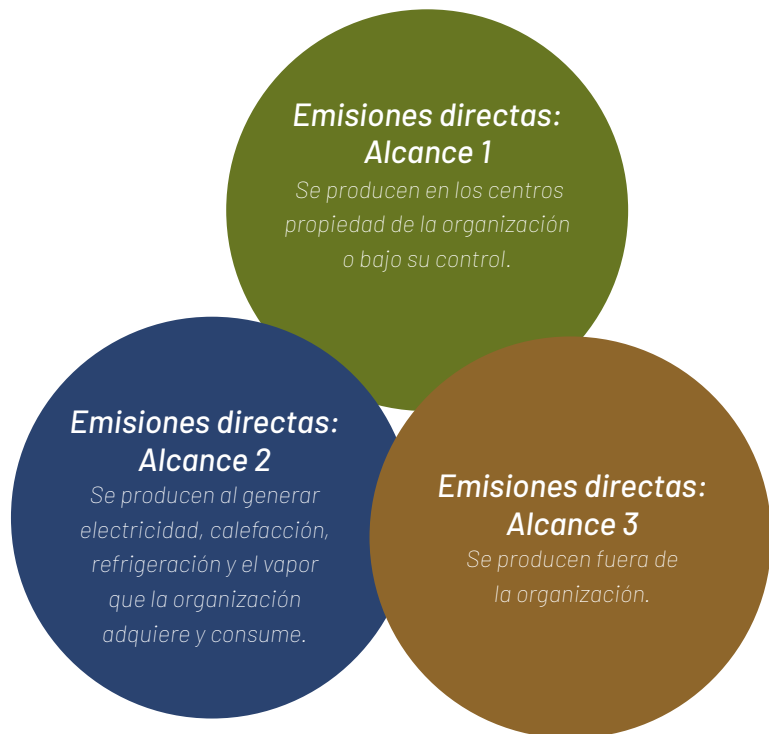 Emisiones directas:
Alcance 1
Se producen en los centros
propiedad de la organización
o bajo su control.
Emisiones directas:
Alcance 2
Se producen al generar
electricidad, calefacción,
refrigeración y el vapor
que la organización
adquiere y consume.
Emisiones directas:
Alcance 3
Se producen fuera de
la organización.